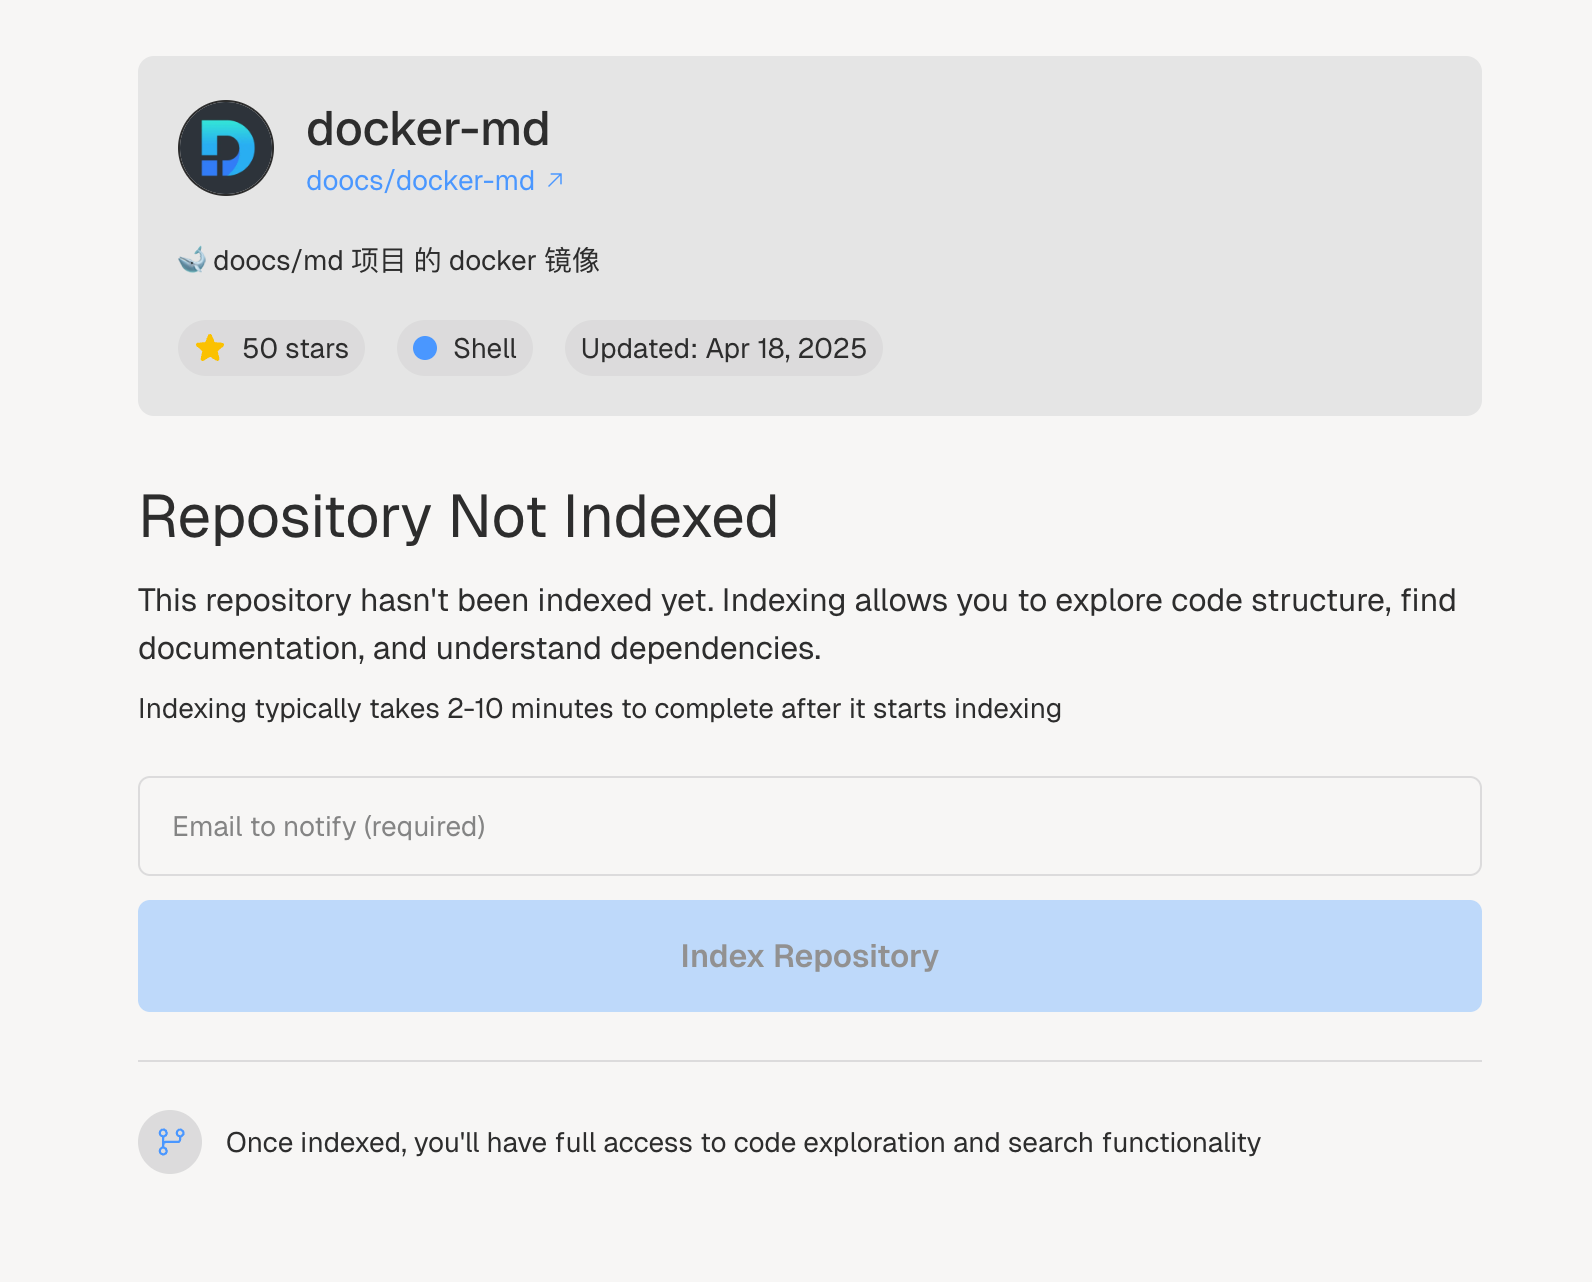 docker-md
doocs/docker-md ↗
🐳 doocs/md 项目 的 docker 镜像
50 stars
Shell
Updated: Apr 18, 2025
Repository Not Indexed
This repository hasn't been indexed yet. Indexing allows you to explore code structure, find
documentation, and understand dependencies.
Indexing typically takes 2-10 minutes to complete after it starts indexing
Email to notify (required)
Index Repository
Once indexed, you'll have full access to code exploration and search functionality